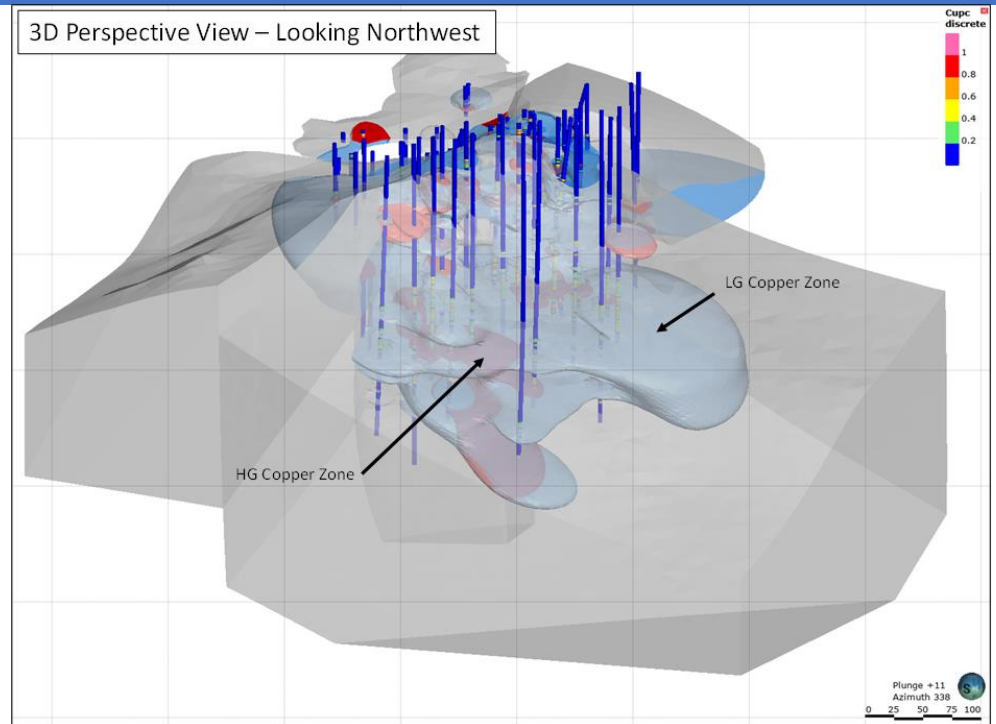 3D Perspective View – Looking Northwest
Cupc
discrete
1
0.8
0.6
0.4
0.2
LG Copper Zone
HG Copper Zone
Plunge +11
Azimuth 338
S
0 25 50 75 100